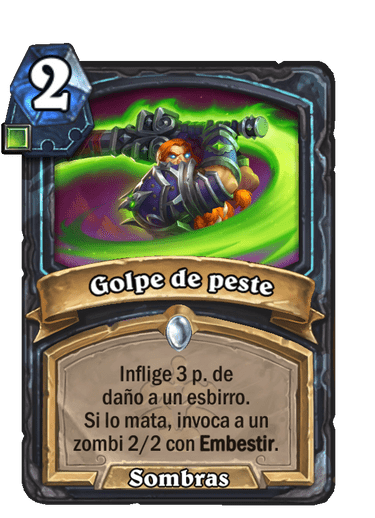 2
Golpe de peste
Inflige 3 p. de
daño a un esbirro.
Si lo mata, invoca a un
zombi 2/2 con Embestir.
Sombras